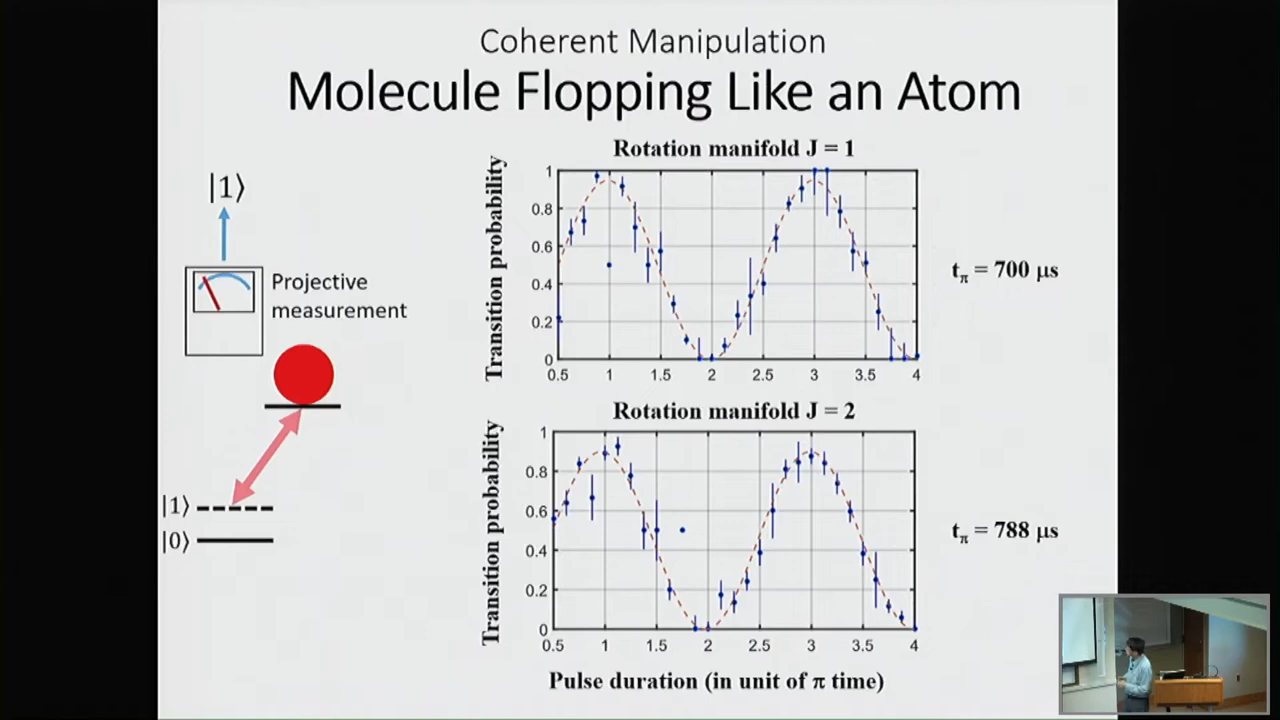 Coherent Manipulation
Molecule Flopping Like an Atom
|1⟩
Projective
measurement
|1⟩
|0⟩
Rotation manifold J = 1
Transition probability
1
0.8
0.6
0.4
0.2
0
0.5 1 1.5 2 2.5 3 3.5 4
tπ = 700 µs
Rotation manifold J = 2
Transition probability
1
0.8
0.6
0.4
0.2
0
0.5 1 1.5 2 2.5 3 3.5 4
tπ = 788 µs
Pulse duration (in unit of π time)